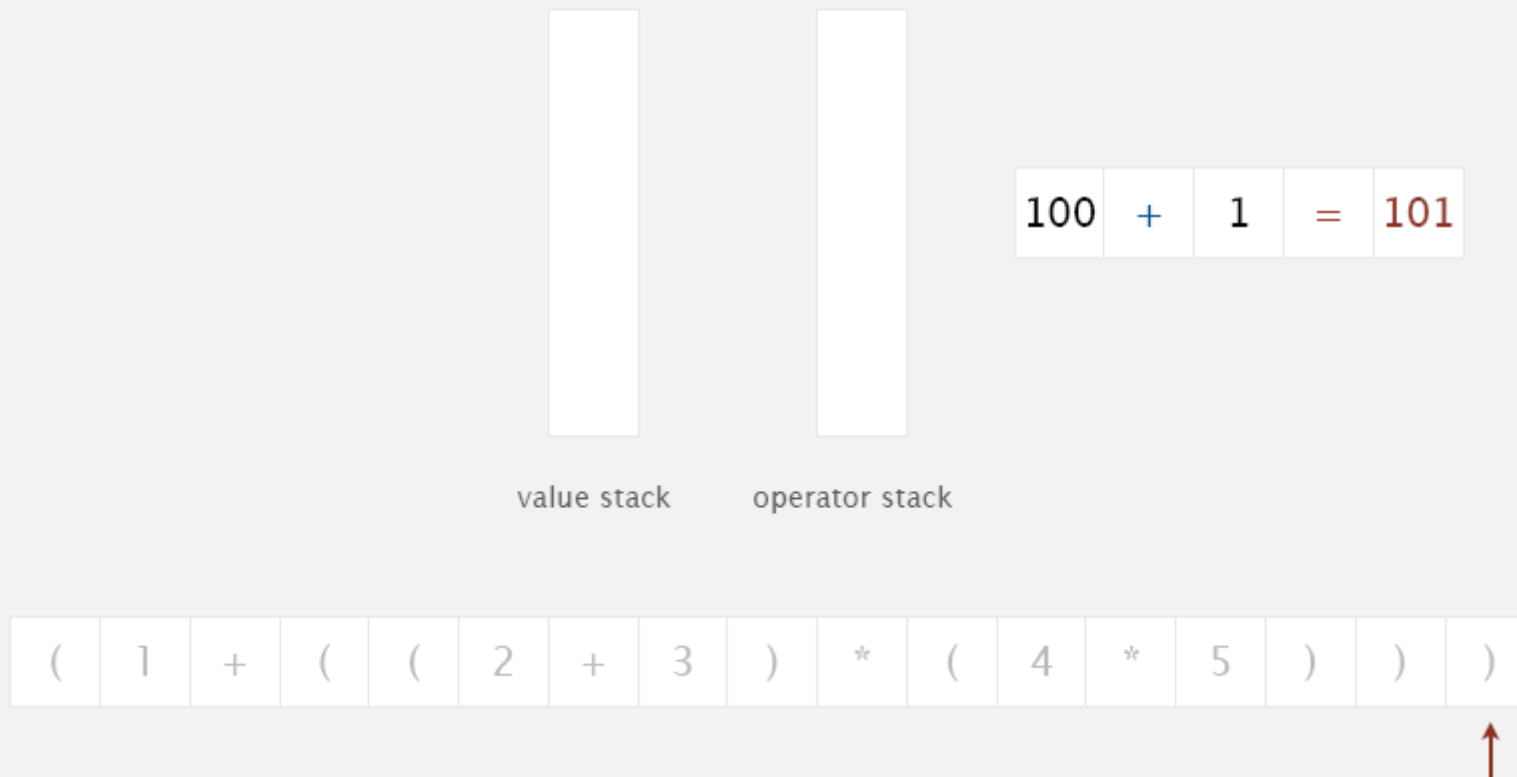 100 + 1 = 101
value stack operator stack
( 1 + ( ( 2 + 3 ) * ( 4 * 5 ) ) )